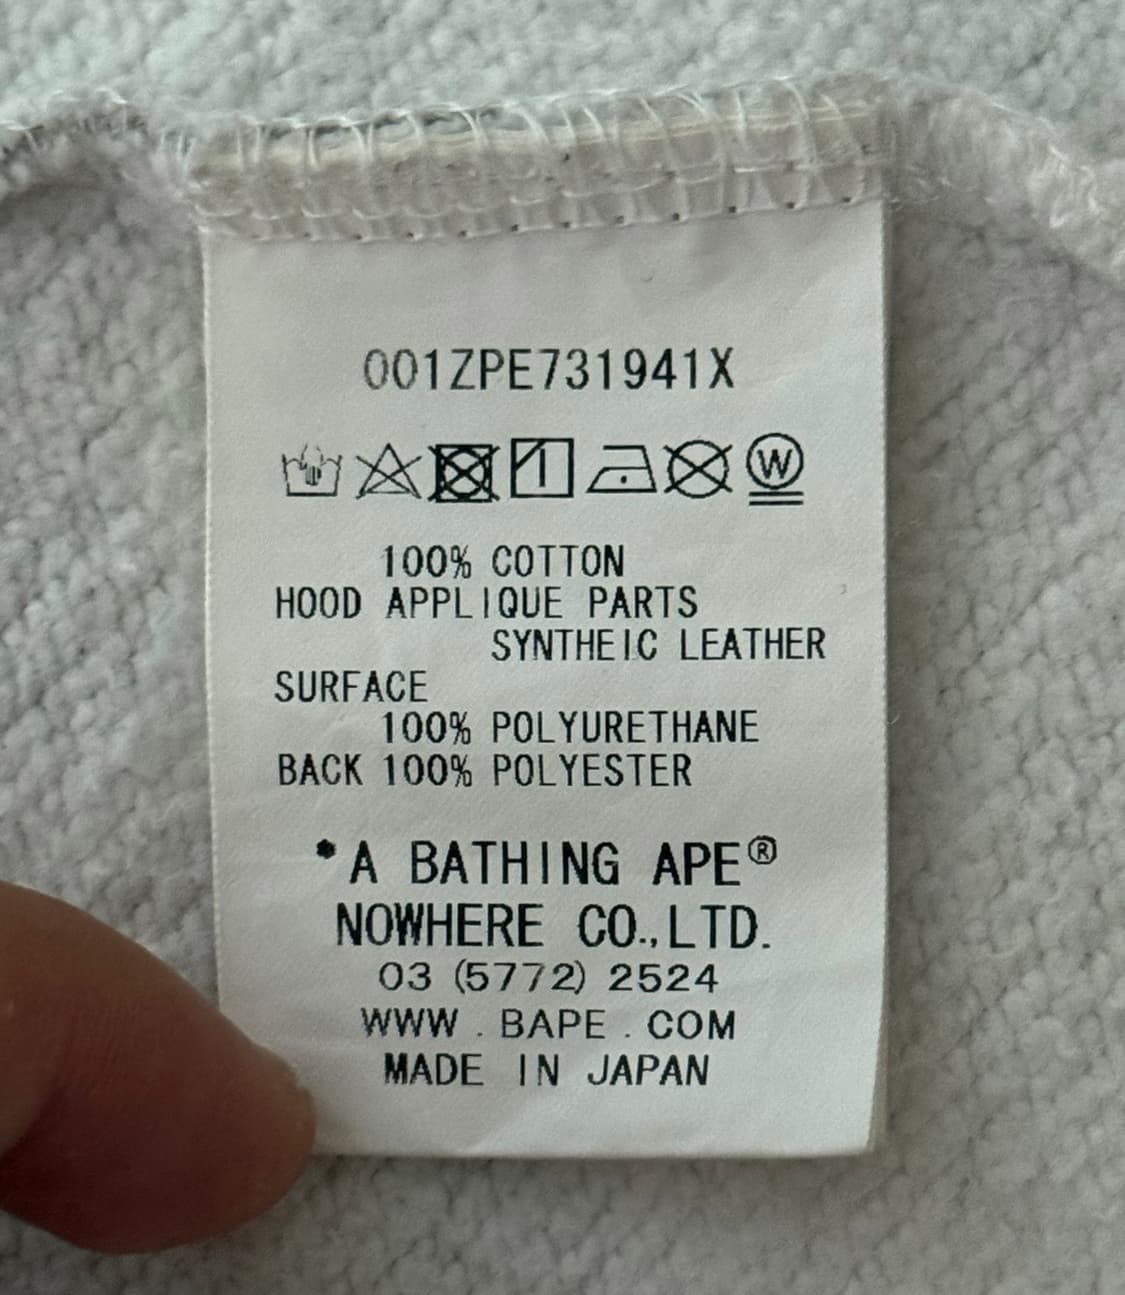 001ZPE731941X
W
100% COTTON
HOOD APPLIQUE PARTS
SYNTHEIC LEATHER
SURFACE
100% POLYURETHANE
BACK 100% POLYESTER
•A BATHING APE®
NOWHERE CO.,LTD.
03 (5772) 2524
WWW . BAPE . COM
MADE IN JAPAN